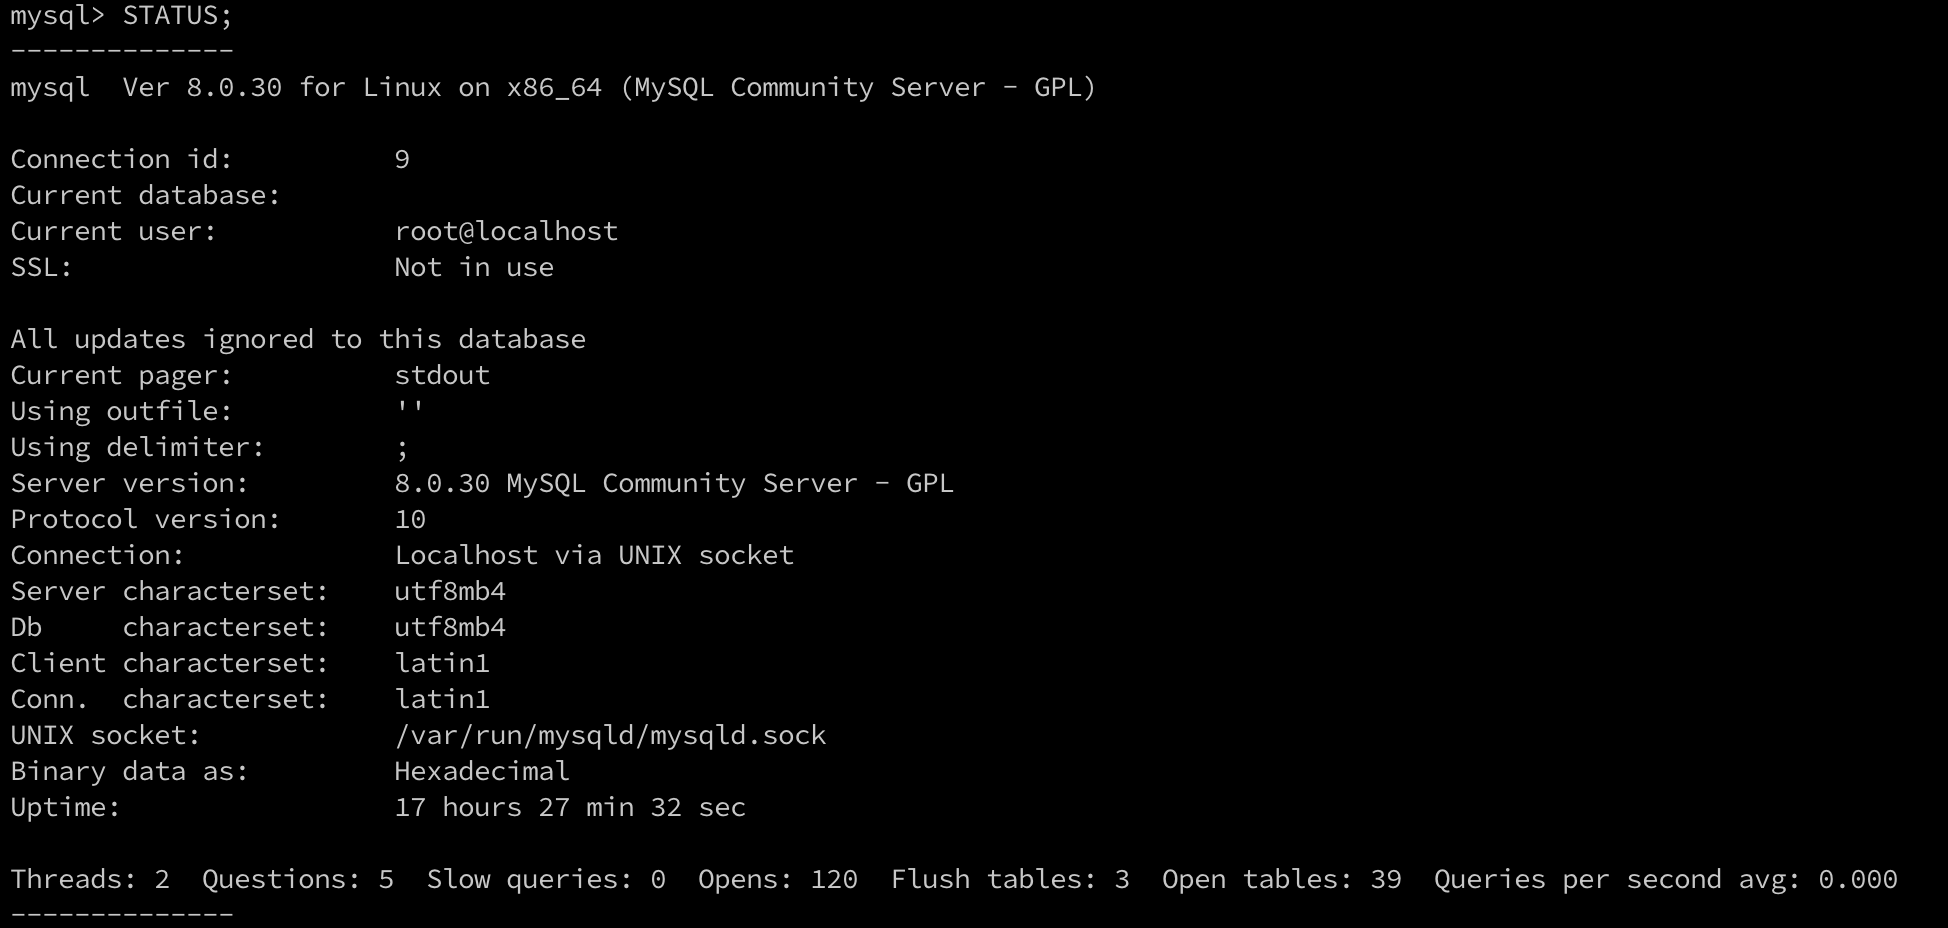 mysql> STATUS;
--------------
mysql  Ver 8.0.30 for Linux on x86_64 (MySQL Community Server - GPL)

Connection id:          9
Current database:
Current user:           root@localhost
SSL:                    Not in use

All updates ignored to this database
Current pager:          stdout
Using outfile:          ''
Using delimiter:        ;
Server version:         8.0.30 MySQL Community Server - GPL
Protocol version:       10
Connection:             Localhost via UNIX socket
Server characterset:    utf8mb4
Db     characterset:    utf8mb4
Client characterset:    latin1
Conn.  characterset:    latin1
UNIX socket:            /var/run/mysqld/mysqld.sock
Binary data as:         Hexadecimal
Uptime:                 17 hours 27 min 32 sec

Threads: 2  Questions: 5  Slow queries: 0  Opens: 120  Flush tables: 3  Open tables: 39  Queries per second avg: 0.000
--------------